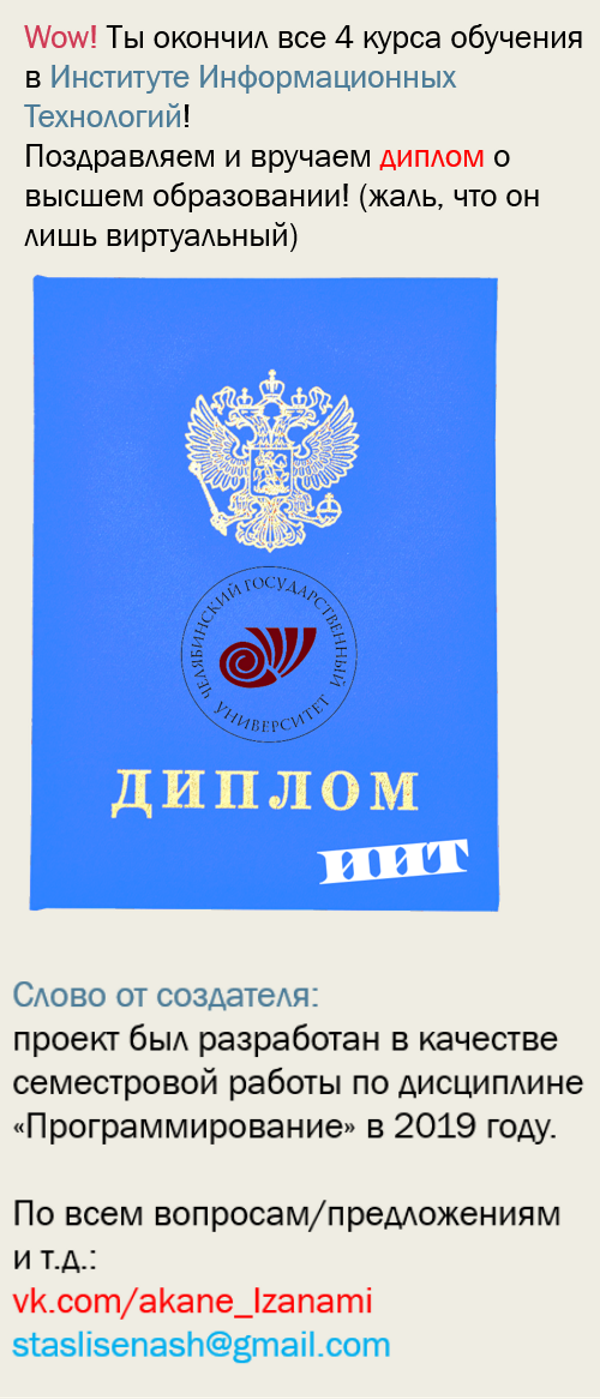 Wow! Ты окончил все 4 курса обучения
в Институте Информационных
Технологий!
Поздравляем и вручаем диплом о
высшем образовании! (жаль, что он
лишь виртуальный)
ЧЕЛЯБИНСКИЙ ГОСУДАРСТВЕННЫЙ
УНИВЕРСИТЕТ
ДИПЛОМ
ИИТ
Слово от создателя:
проект был разработан в качестве
семестровой работы по дисциплине
«Программирование» в 2019 году.
По всем вопросам/предложениям
и т.д.:
vk.com/akane_Izanami
staslisenash@gmail.com